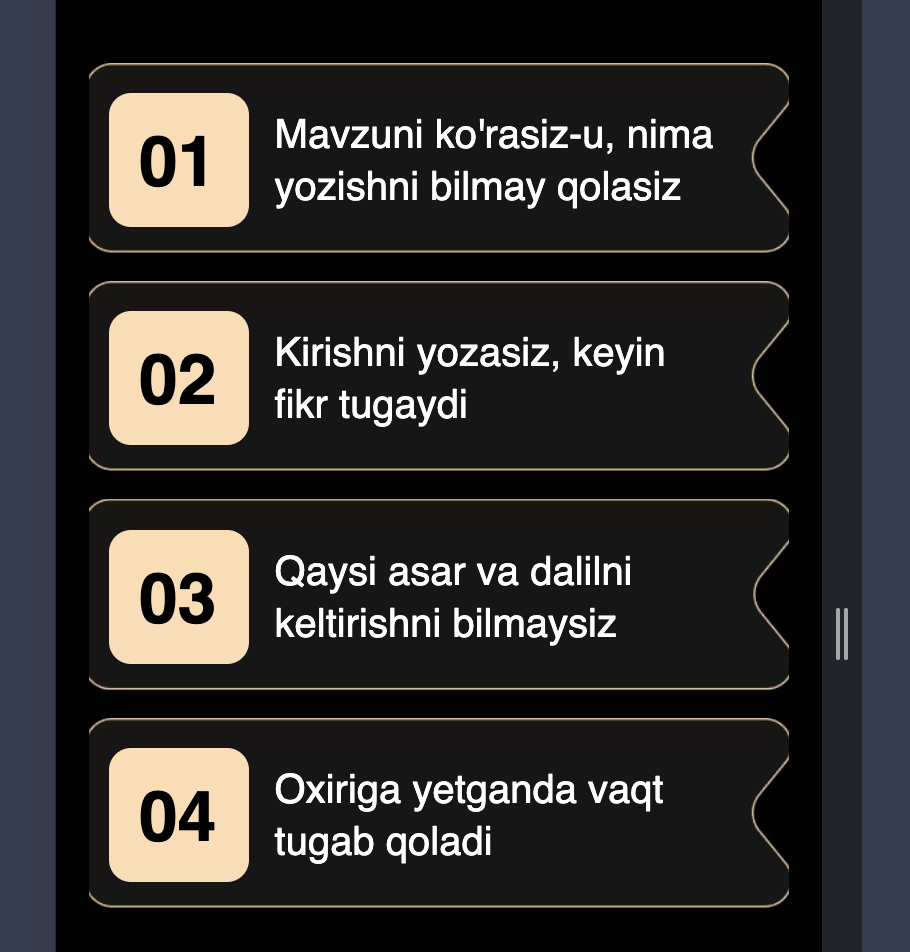 01
Mavzuni ko'rasiz-u, nima
yozishni bilmay qolasiz
02
Kirishni yozasiz, keyin
fikr tugaydi
03
Qaysi asar va dalilni
keltirishni bilmaysiz
04
Oxiriga yetganda vaqt
tugab qoladi